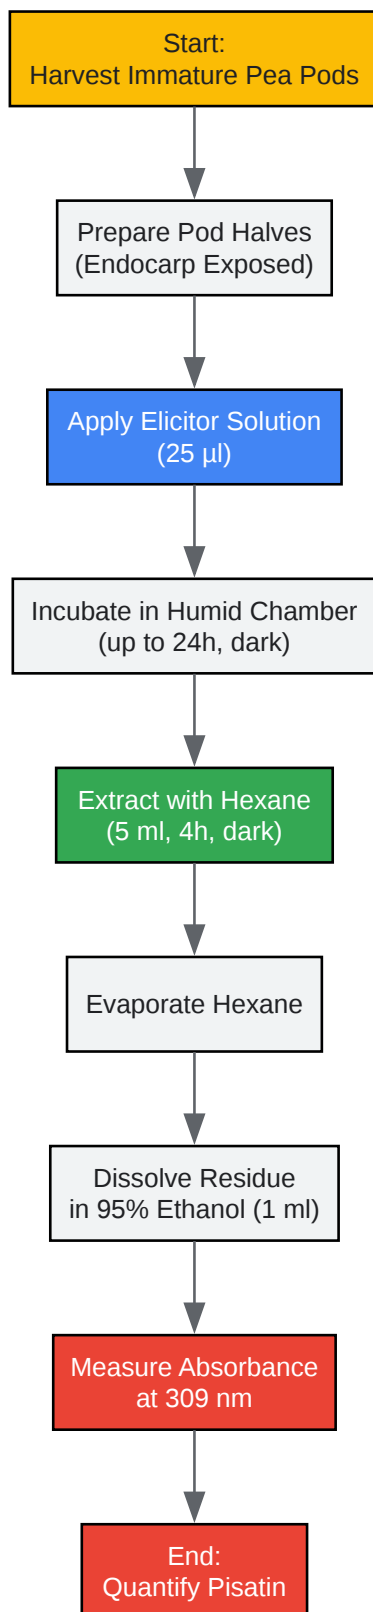 Start:
Harvest Immature Pea Pods
Prepare Pod Halves
(Endocarp Exposed)
Apply Elicitor Solution
(25 µl)
Incubate in Humid Chamber
(up to 24h, dark)
Extract with Hexane
(5 ml, 4h, dark)
Evaporate Hexane
Dissolve Residue
in 95% Ethanol (1 ml)
Measure Absorbance
at 309 nm
End:
Quantify Pisatin